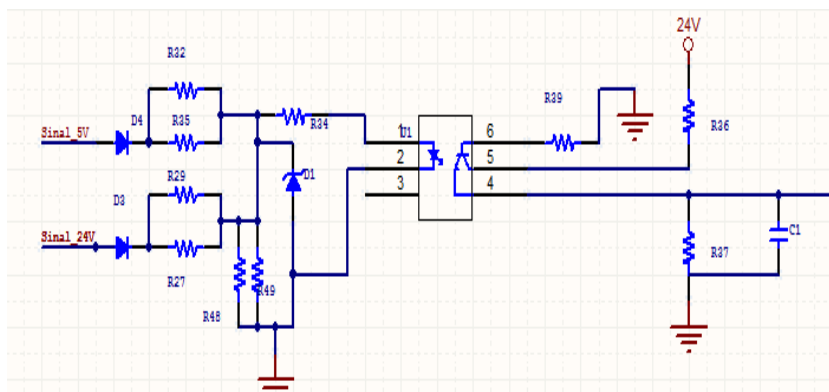 24V
R32
R39
D4
R35
R34
1
U1
6
R36
Sinal_5V
2
5
R29
D1
3
4
D3
Sinal_24V
R37
C1
R27
R49
R48